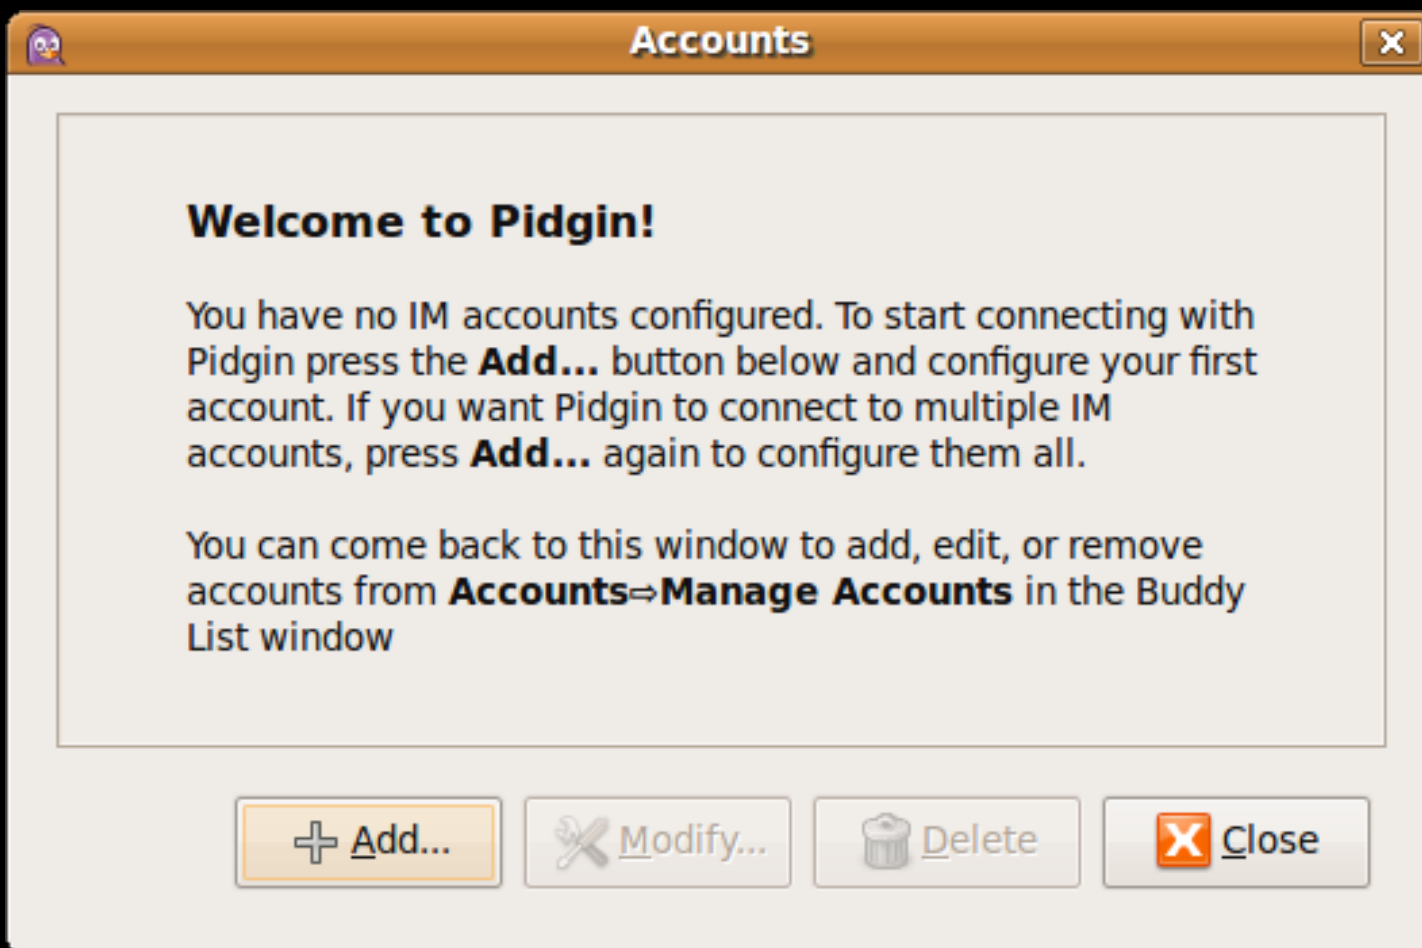 Accounts
Welcome to Pidgin!
You have no IM accounts configured. To start connecting with
Pidgin press the Add... button below and configure your first
account. If you want Pidgin to connect to multiple IM
accounts, press Add... again to configure them all.
You can come back to this window to add, edit, or remove
accounts from Accounts⇨Manage Accounts in the Buddy
List window
Add... Modify... Delete Close